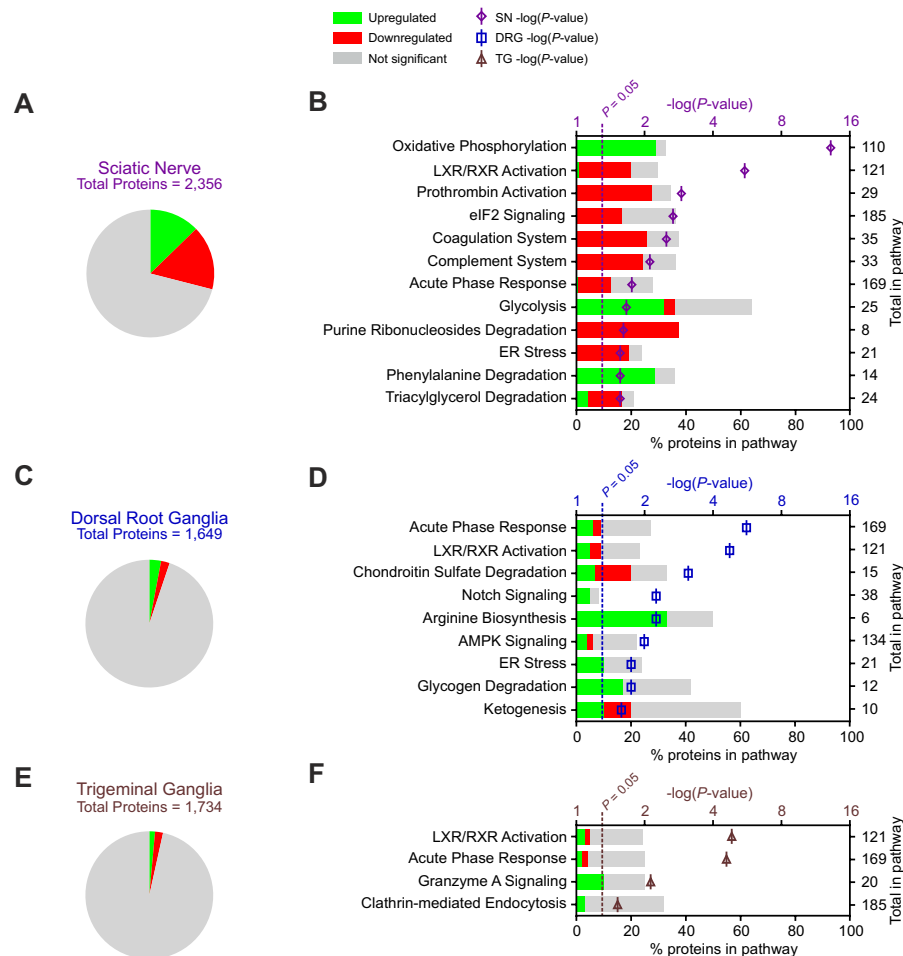 Upregulated
Downregulated
Not significant
SN -log(P-value)
DRG -log(P-value)
TG -log(P-value)
A
Sciatic Nerve
Total Proteins = 2,356
B
P = 0.05
-log(P-value)
1 2 4 8 16
Oxidative Phosphorylation 110
LXR/RXR Activation 121
Prothrombin Activation 29
eIF2 Signaling 185
Coagulation System 35
Complement System 33
Acute Phase Response 169
Glycolysis 25
Purine Ribonucleosides Degradation 8
ER Stress 21
Phenylalanine Degradation 14
Triacylglycerol Degradation 24
Total in pathway
0 20 40 60 80 100
% proteins in pathway
C
Dorsal Root Ganglia
Total Proteins = 1,649
D
P = 0.05
-log(P-value)
1 2 4 8 16
Acute Phase Response 169
LXR/RXR Activation 121
Chondroitin Sulfate Degradation 15
Notch Signaling 38
Arginine Biosynthesis 6
AMPK Signaling 134
ER Stress 21
Glycogen Degradation 12
Ketogenesis 10
Total in pathway
0 20 40 60 80 100
% proteins in pathway
E
Trigeminal Ganglia
Total Proteins = 1,734
F
P = 0.05
-log(P-value)
1 2 4 8 16
LXR/RXR Activation 121
Acute Phase Response 169
Granzyme A Signaling 20
Clathrin-mediated Endocytosis 185
Total in pathway
0 20 40 60 80 100
% proteins in pathway